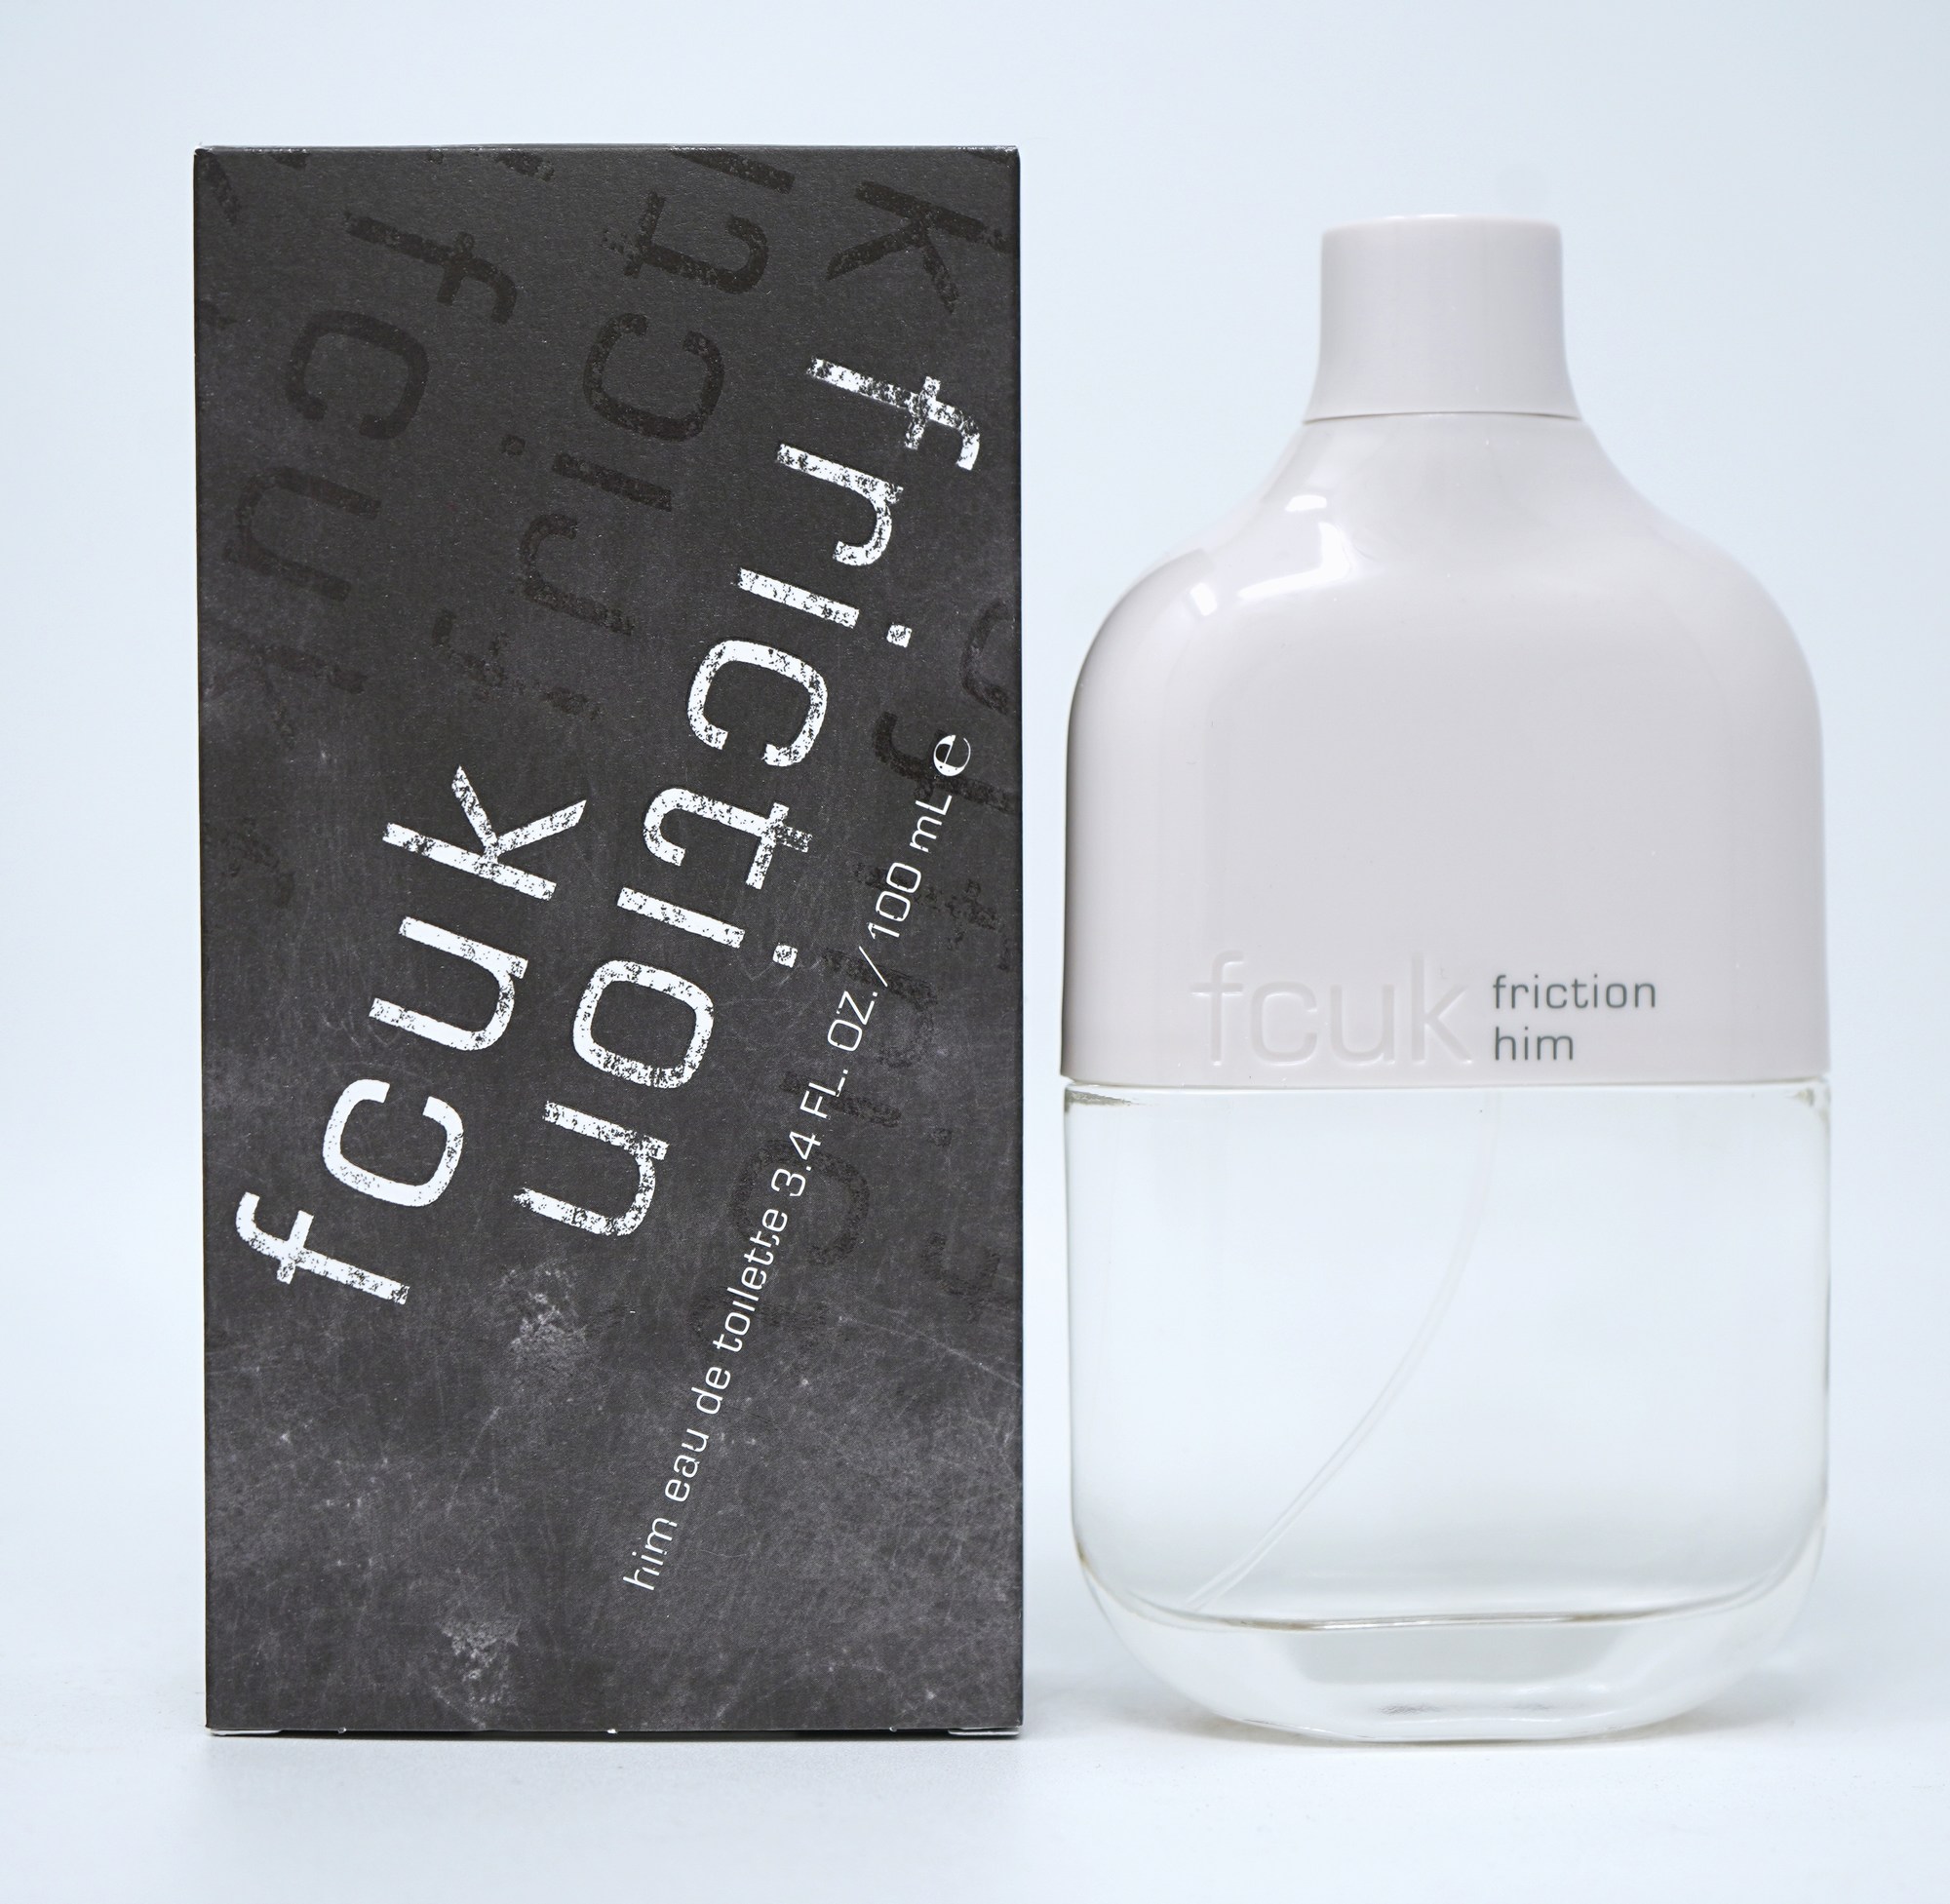 fcuk
friction
him eau de toilette 3.4 FL. OZ. / 100 mL e
fcuk
friction
him